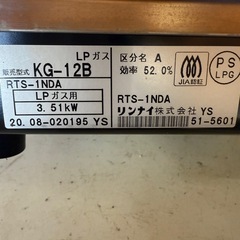 LPガス
販売型式 KG-12B
RTS-1NDA
LPガス用
3.51kW
20.08-020195 YS
区分名 A
効率 52.0%
JIA認証
PS
LPG
RTS-1NDA
リンナイ株式会社 YS
51-5601